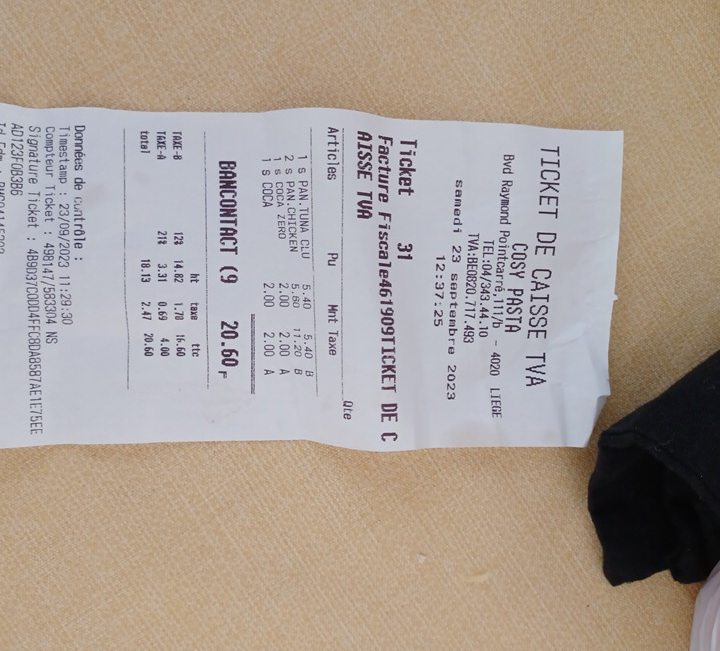 TICKET DE CAISSE TVA
COSY PASTA
Bvd Raymond Pointcarré,111/b - 4020 LIEGE
TEL:04/343.44.10
TVA:BE0820.717.493
samedi 23 septembre 2023
12:37:25
Ticket 31
Facture Fiscale461909TICKET DE C
AISSE TVA
Qte
Articles Pu Mnt Taxe
1 s PAN.TUNA CLU 5.40 5.40 B
2 s PAN.CHICKEN 5.60 11.20 B
1 s COCA ZERO 2.00 2.00 A
1 s COCA 2.00 2.00 A
BANCONTACT (9 20.60
ht taxe ttc
TAXE-B 12% 14.82 1.78 16.60
TAXE-A 21% 3.31 0.69 4.00
total 18.13 2.47 20.60
Données de contrôle :
Timestamp : 23/09/2023 11:29:30
Compteur Ticket : 498147/583304 NS
Signature Ticket :